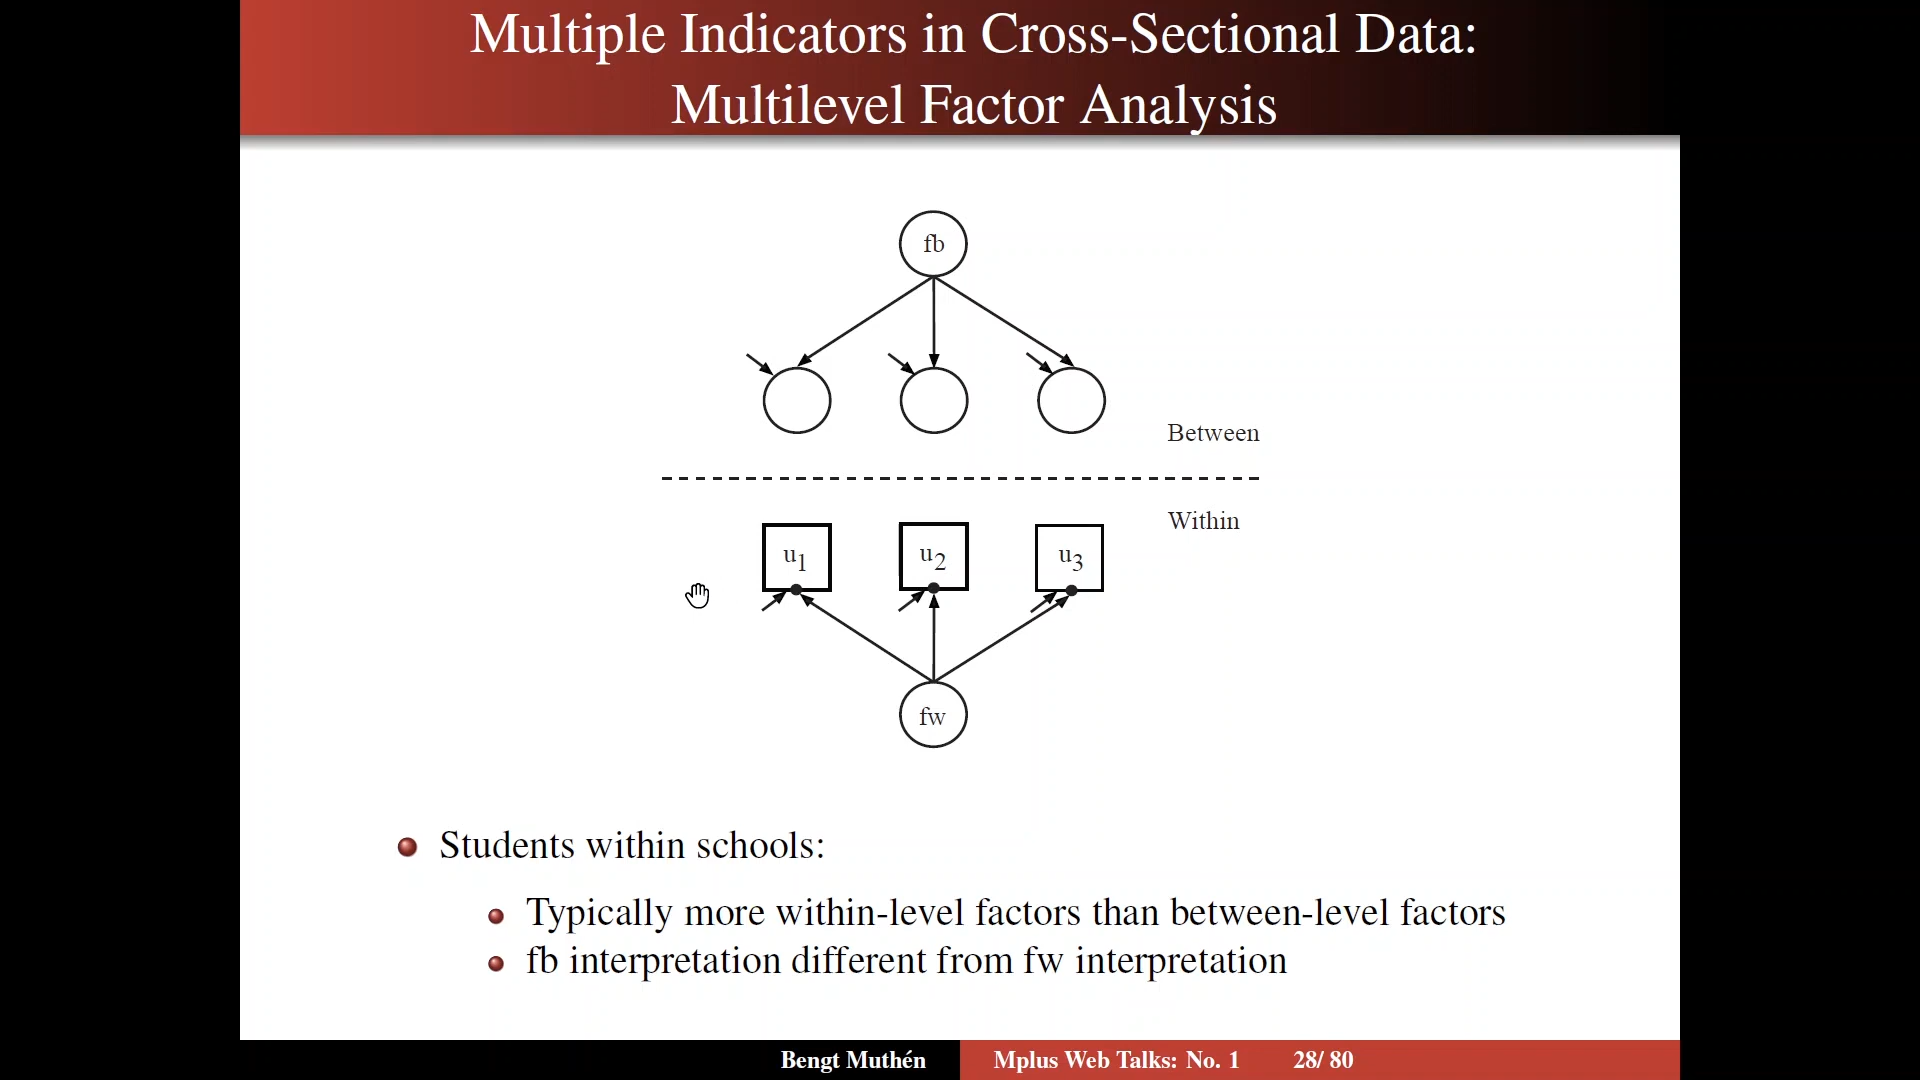 Multiple Indicators in Cross-Sectional Data:
Multilevel Factor Analysis
fb
Between
Within
u1 u2 u3
fw
Students within schools:
Typically more within-level factors than between-level factors
fb interpretation different from fw interpretation
Bengt Muthén Mplus Web Talks: No. 1 28/ 80